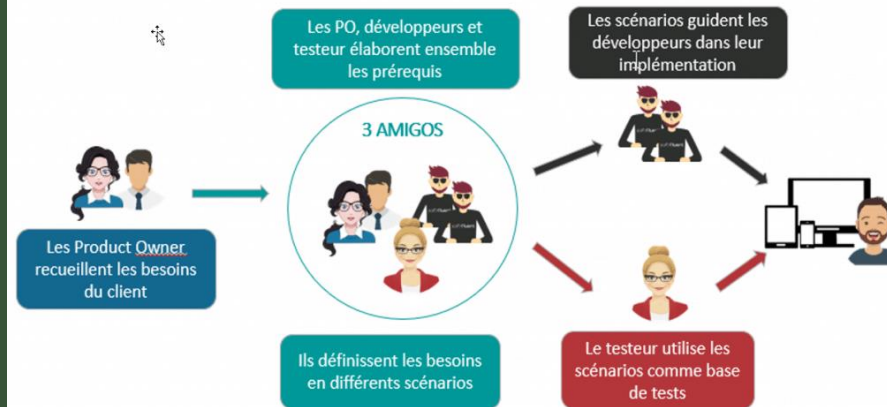 Les PO, développeurs et
testeur élaborent ensemble
les prérequis
Les scénarios guident les
développeurs dans leur
implémentation
3 AMIGOS
Les Product Owner
recueillent les besoins
du client
Ils définissent les besoins
en différents scénarios
Le testeur utilise les
scénarios comme base
de tests